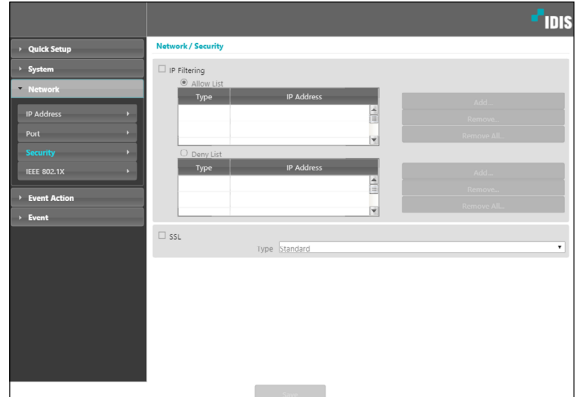 IDIS
Quick Setup
System
Network
IP Address
Port
Security
IEEE 802.1X
Event Action
Event
Network / Security
IP Filtering
Allow List
Type IP Address
Add...
Remove...
Remove All...
Deny List
Type IP Address
Add...
Remove...
Remove All...
SSL
Type Standard